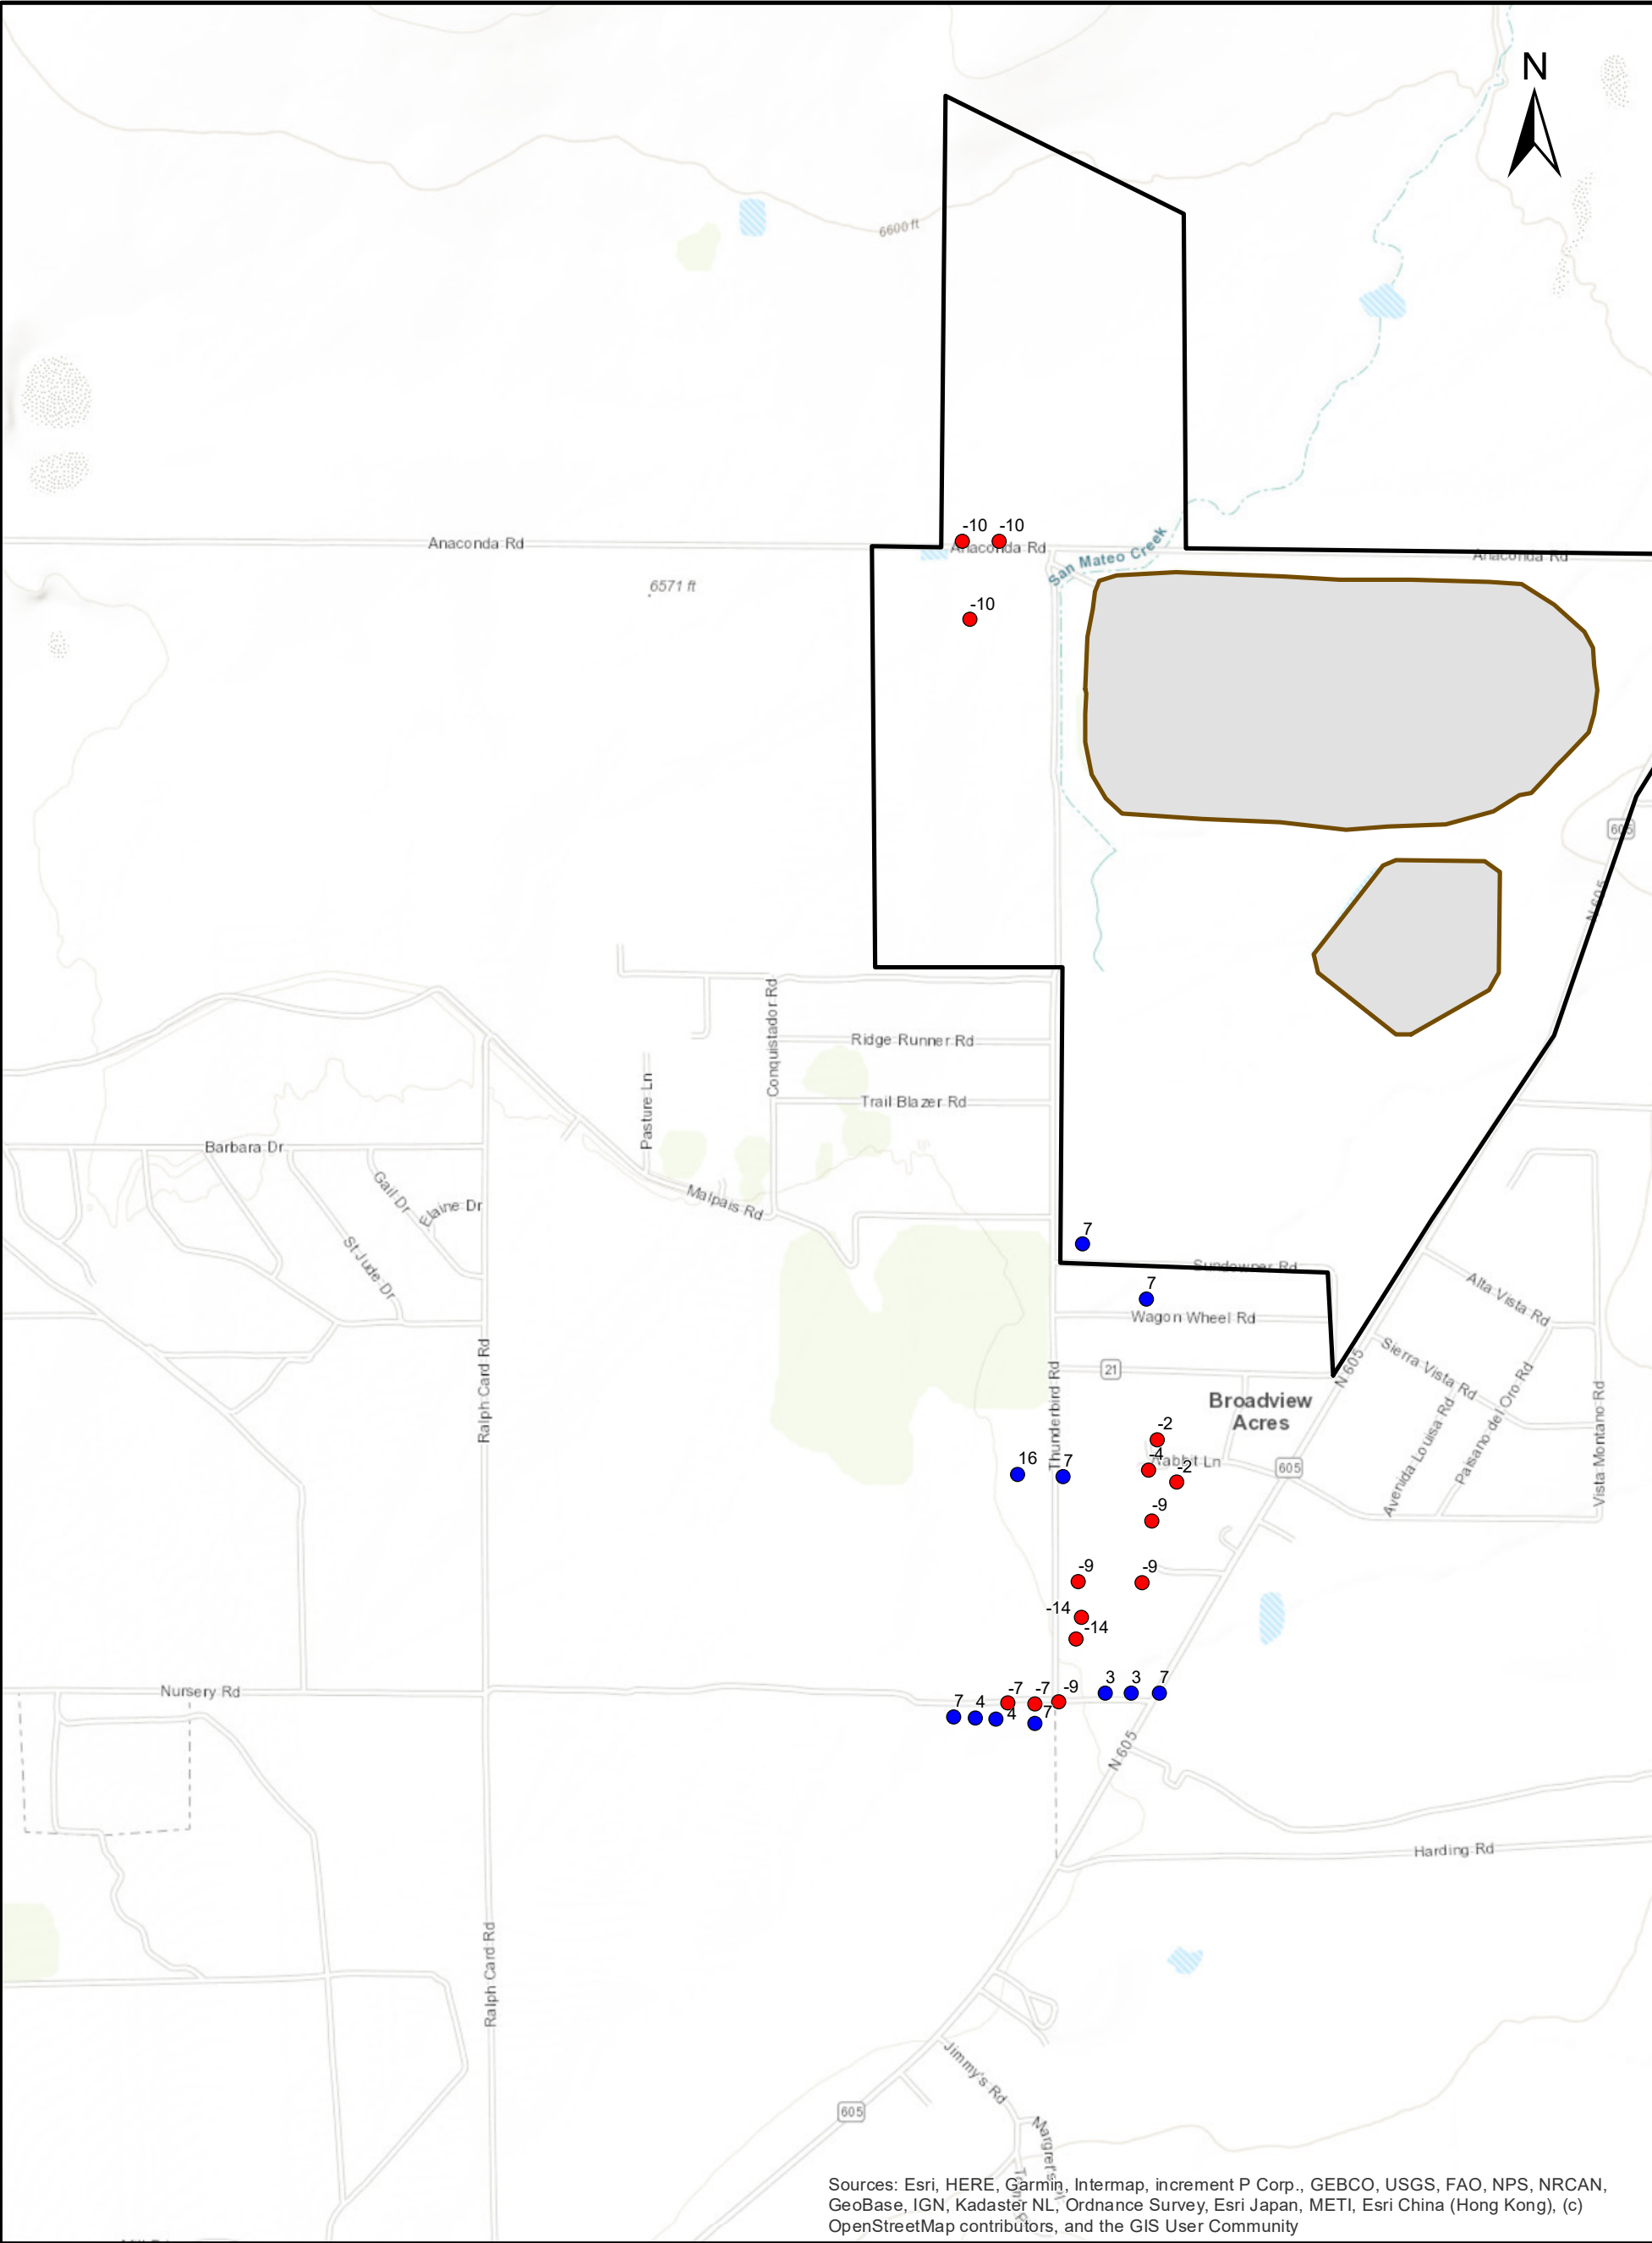 N
6600 ft
-10 -10
Anaconda Rd
Anaconda Rd
San Mateo Creek
Anaconda Rd
6571 ft
-10
605
N 605
Conquistador Rd
Ridge Runner Rd
Pasture Ln
Trail Blazer Rd
Barbara Dr
Gail Dr
Elaine Dr
Malpais Rd
St Jude Dr
7
Sundowner Rd
7
Wagon Wheel Rd
Alta Vista Rd
Sierra Vista Rd
21
N 605
Ralph Card Rd
Thunderbird Rd
Broadview
Acres
Avenida Louisa Rd
Paisano del Oro Rd
Vista Montano Rd
-2
-4
Rabbit Ln
-2
605
16
7
-9
-9
-9
-14
-14
Nursery Rd
7
4
-7
-7
-9
3
3
7
4
7
N 605
Harding Rd
Ralph Card Rd
Jimmy's Rd
605
Margret's Pl
Sources: Esri, HERE, Garmin, Intermap, increment P Corp., GEBCO, USGS, FAO, NPS, NRCAN,
GeoBase, IGN, Kadaster NL, Ordnance Survey, Esri Japan, METI, Esri China (Hong Kong), (c)
OpenStreetMap contributors, and the GIS User Community